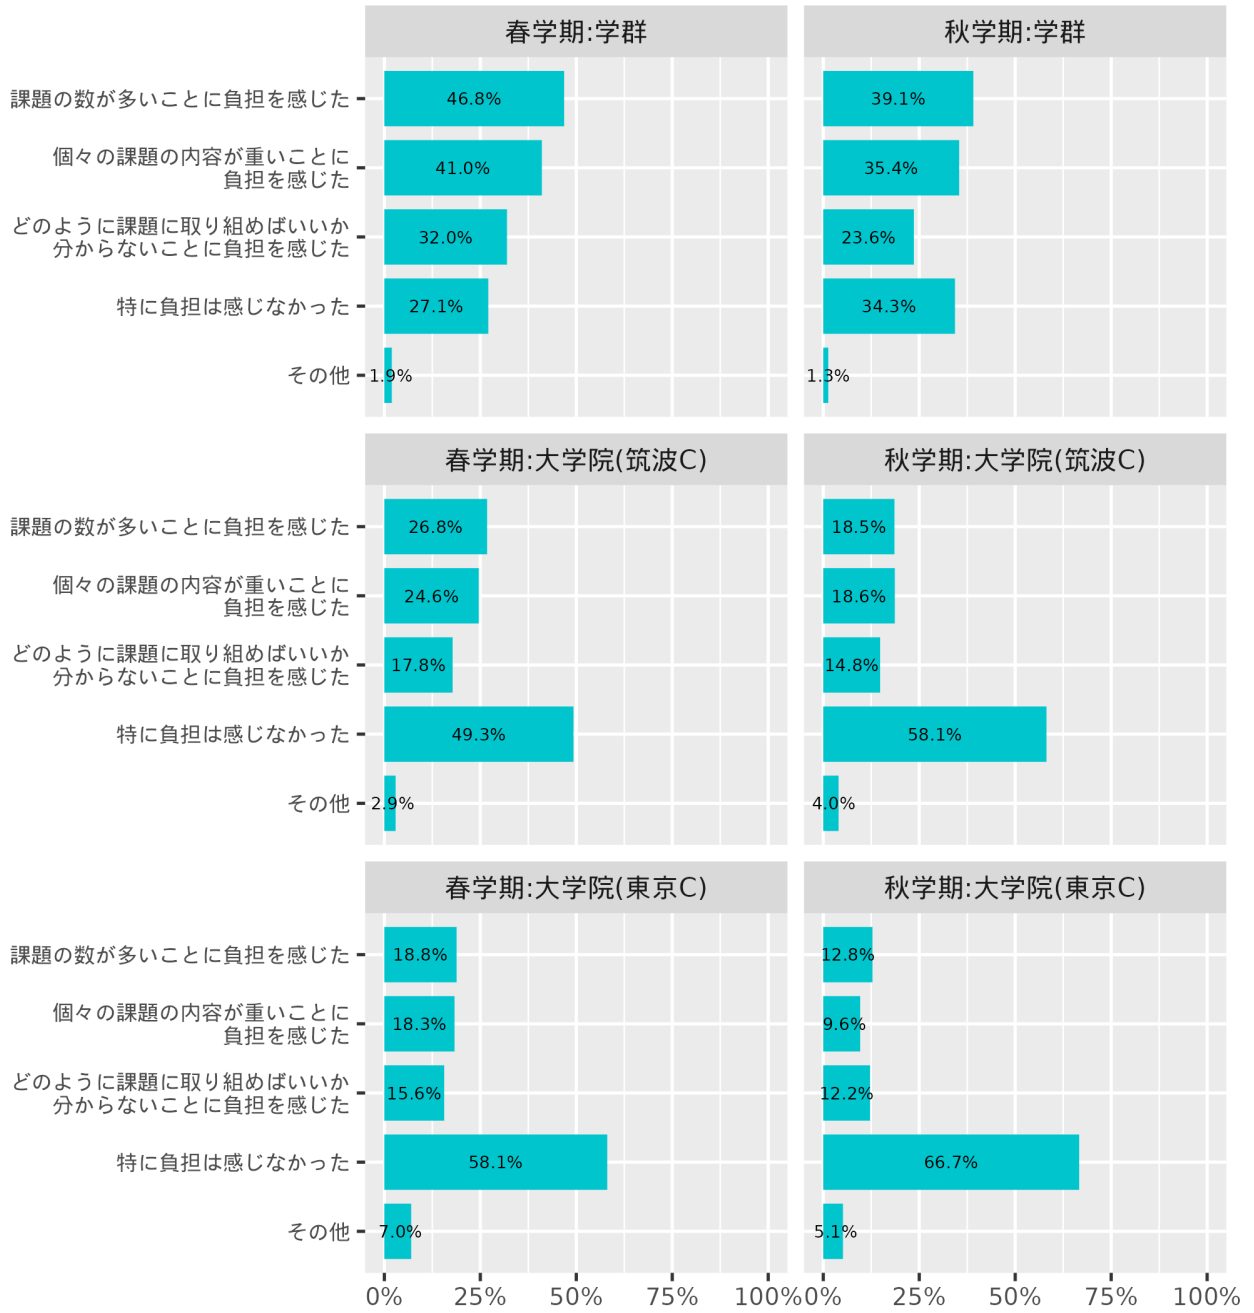 春学期:学群
秋学期:学群
課題の数が多いことに負担を感じた
46.8%
39.1%
個々の課題の内容が重いことに
負担を感じた
41.0%
35.4%
どのように課題に取り組めばいいか
分からないことに負担を感じた
32.0%
23.6%
特に負担は感じなかった
27.1%
34.3%
その他
1.9%
1.3%
春学期:大学院(筑波C)
秋学期:大学院(筑波C)
課題の数が多いことに負担を感じた
26.8%
18.5%
個々の課題の内容が重いことに
負担を感じた
24.6%
18.6%
どのように課題に取り組めばいいか
分からないことに負担を感じた
17.8%
14.8%
特に負担は感じなかった
49.3%
58.1%
その他
2.9%
4.0%
春学期:大学院(東京C)
秋学期:大学院(東京C)
課題の数が多いことに負担を感じた
18.8%
12.8%
個々の課題の内容が重いことに
負担を感じた
18.3%
9.6%
どのように課題に取り組めばいいか
分からないことに負担を感じた
15.6%
12.2%
特に負担は感じなかった
58.1%
66.7%
その他
7.0%
5.1%
0% 25% 50% 75% 100%
0% 25% 50% 75% 100%